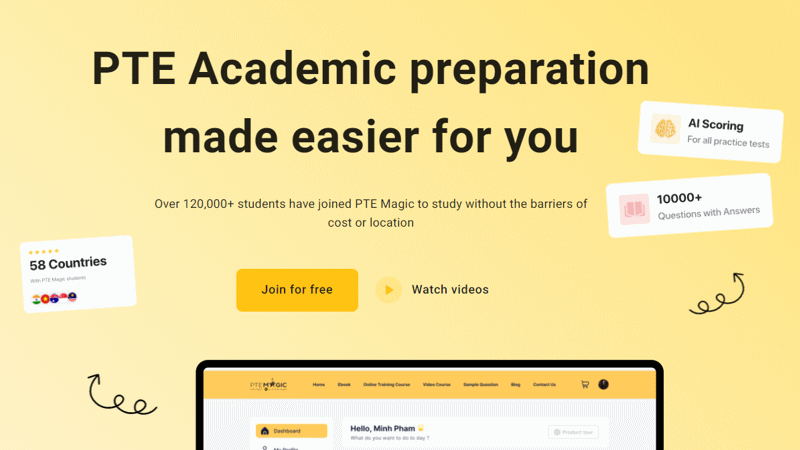 PTE Academic preparation
made easier for you
AI Scoring
For all practice tests
Over 120,000+ students have joined PTE Magic to study without the barriers of
cost or location
10000+
Questions with Answers
58 Countries
With PTE Magic students
Join for free
Watch videos
PTE MAGIC
Home Ebook Online Training Course Video Course Sample Question Blog Contact Us
Dashboard
Hello, Minh Pham
What do you want to do to day ?
Product tour
My Profile